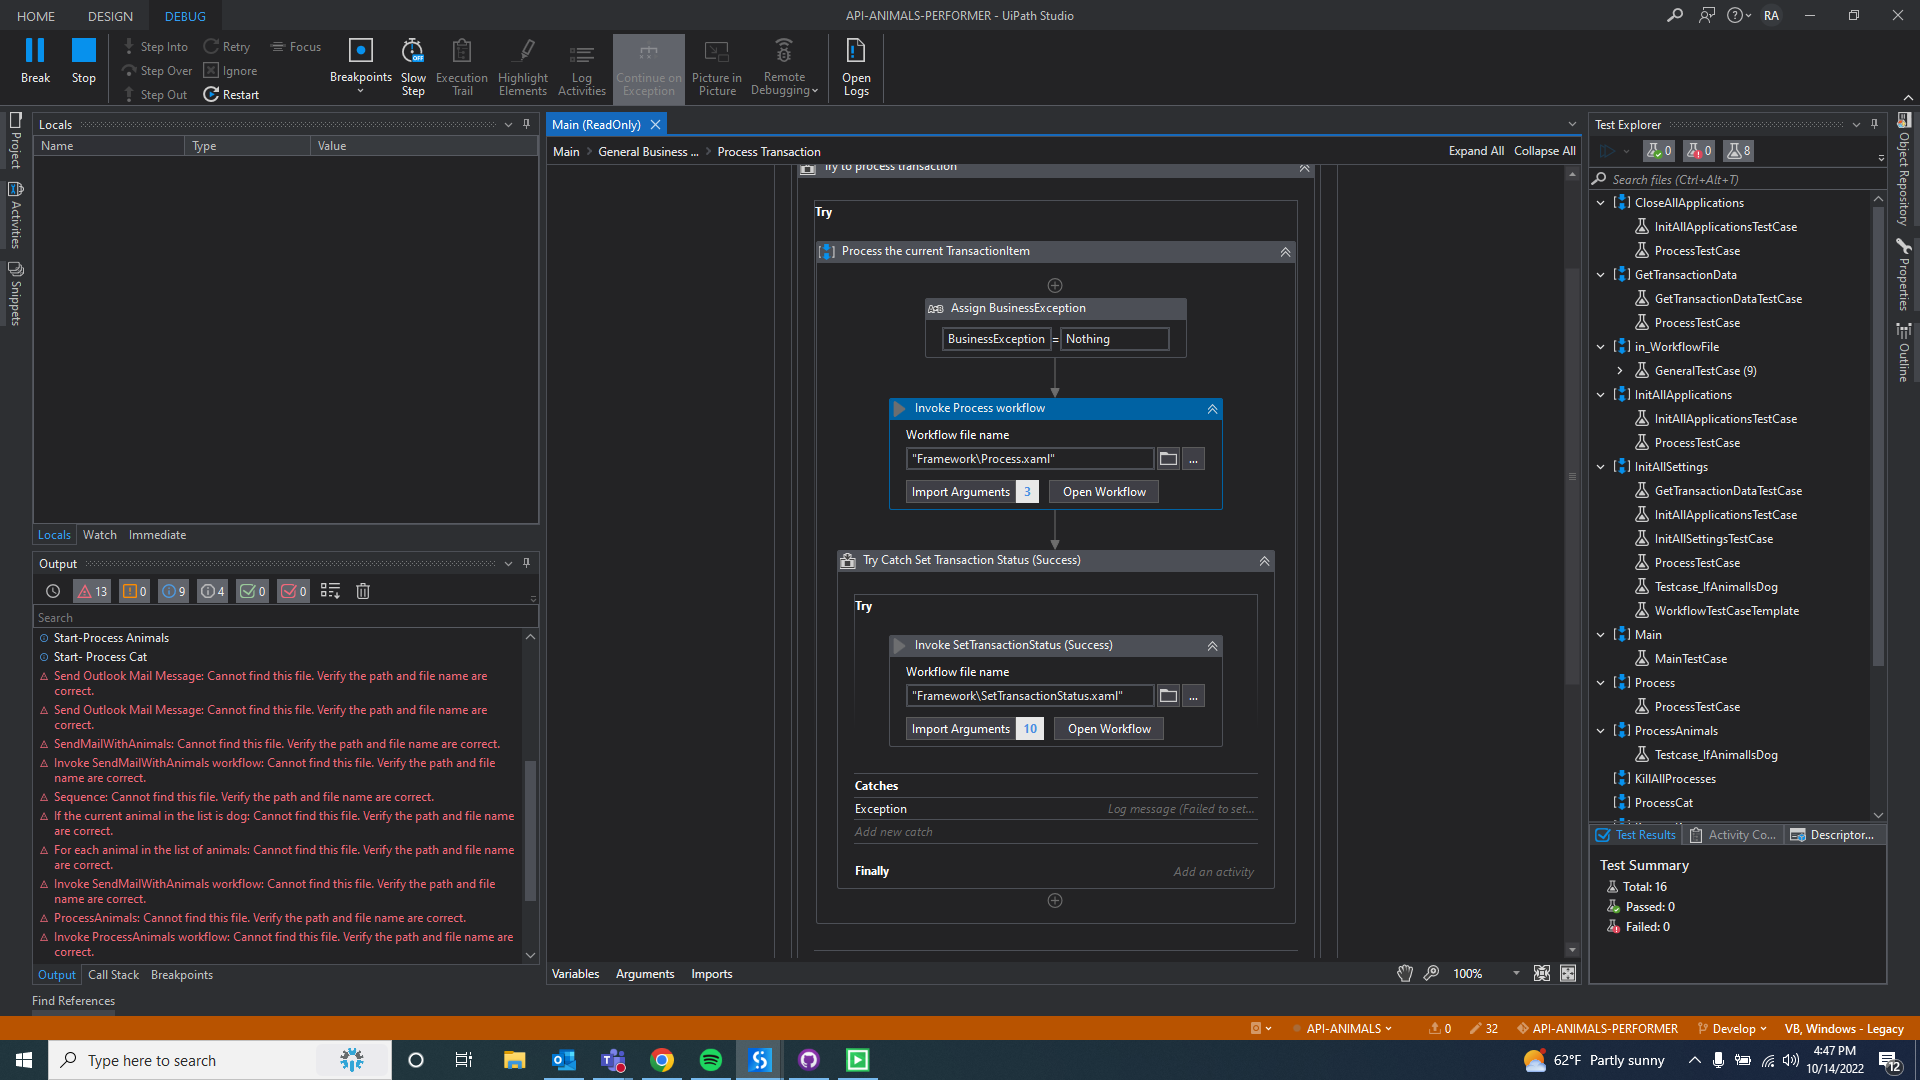 HOME DESIGN DEBUG
API-ANIMALS-PERFORMER - UiPath Studio
RA
Break
Stop
Step Into
Step Over
Step Out
Retry
Ignore
Restart
Focus
Breakpoints
Slow
Step
Execution
Trail
Highlight
Elements
Log
Activities
Continue on
Exception
Picture in
Picture
Remote
Debugging
Open
Logs
Project
Activities
Snippets
Locals
Name Type Value
Locals Watch Immediate
Output
13 0 9 4 0 0
Search
Start-Process Animals
Start- Process Cat
Send Outlook Mail Message: Cannot find this file. Verify the path and file name are
correct.
Send Outlook Mail Message: Cannot find this file. Verify the path and file name are
correct.
SendMailWithAnimals: Cannot find this file. Verify the path and file name are correct.
Invoke SendMailWithAnimals workflow: Cannot find this file. Verify the path and file
name are correct.
Sequence: Cannot find this file. Verify the path and file name are correct.
If the current animal in the list is dog: Cannot find this file. Verify the path and file name
are correct.
For each animal in the list of animals: Cannot find this file. Verify the path and file name
are correct.
Invoke SendMailWithAnimals workflow: Cannot find this file. Verify the path and file
name are correct.
ProcessAnimals: Cannot find this file. Verify the path and file name are correct.
Invoke ProcessAnimals workflow: Cannot find this file. Verify the path and file name are
correct.
Output Call Stack Breakpoints
Find References
Main (ReadOnly)
Main > General Business ... > Process Transaction
Expand All Collapse All
Try to process transaction
Try
Process the current TransactionItem
Assign BusinessException
BusinessException = Nothing
Invoke Process workflow
Workflow file name
"Framework\Process.xaml"
...
Import Arguments 3 Open Workflow
Try Catch Set Transaction Status (Success)
Try
Invoke SetTransactionStatus (Success)
Workflow file name
"Framework\SetTransactionStatus.xaml"
...
Import Arguments 10 Open Workflow
Catches
Exception Log message (Failed to set...
Add new catch
Finally Add an activity
Variables Arguments Imports
100%
Test Explorer
0 0 8
Search files (Ctrl+Alt+T)
CloseAllApplications
InitAllApplicationsTestCase
ProcessTestCase
GetTransactionData
GetTransactionDataTestCase
ProcessTestCase
in_WorkflowFile
GeneralTestCase (9)
InitAllApplications
InitAllApplicationsTestCase
ProcessTestCase
InitAllSettings
GetTransactionDataTestCase
InitAllApplicationsTestCase
InitAllSettingsTestCase
ProcessTestCase
Testcase_IfAnimalIsDog
WorkflowTestCaseTemplate
Main
MainTestCase
Process
ProcessTestCase
ProcessAnimals
Testcase_IfAnimalIsDog
KillAllProcesses
ProcessCat
Test Results Activity Co... Descriptor...
Test Summary
Total: 16
Passed: 0
Failed: 0
Object Repository
Properties
Outline
API-ANIMALS 0 32 API-ANIMALS-PERFORMER Develop VB, Windows - Legacy
Type here to search
62°F Partly sunny
4:47 PM
10/14/2022
12